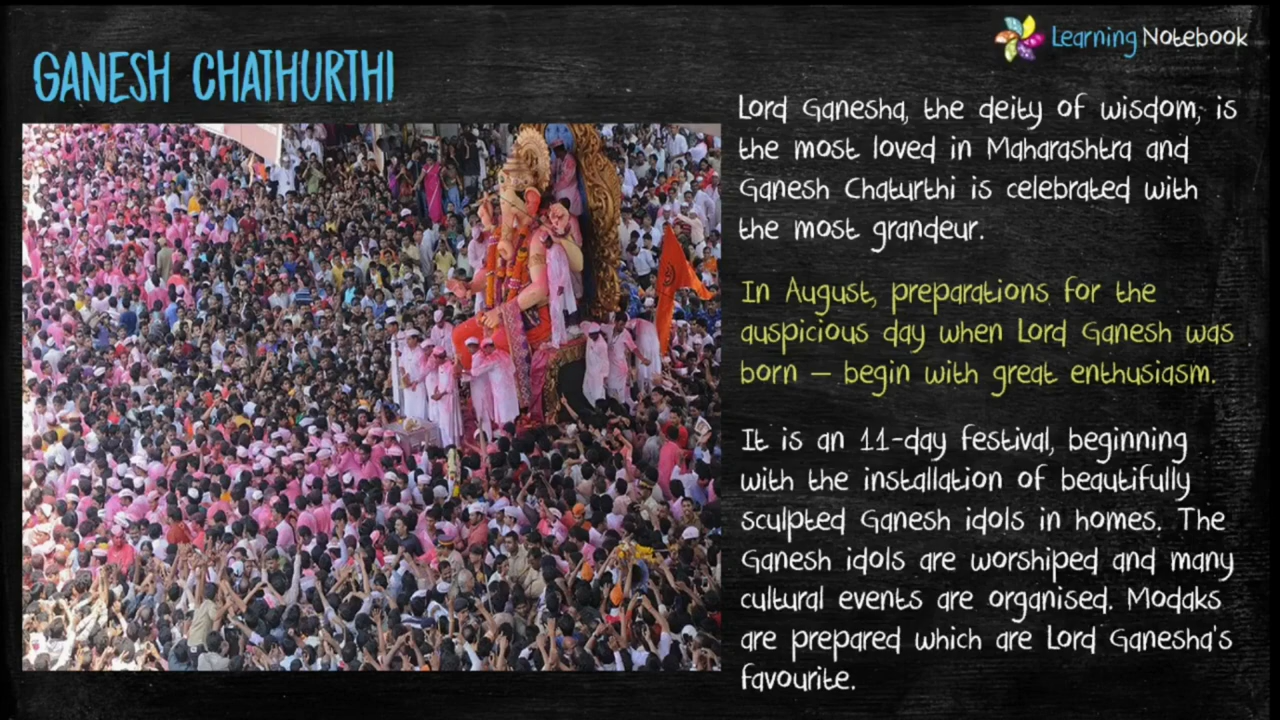 GANESH CHATHURTHI
Learning Notebook
Lord Ganesha, the deity of wisdom, is
the most loved in Maharashtra and
Ganesh Chaturthi is celebrated with
the most grandeur.
In August, preparations for the
auspicious day when Lord Ganesh was
born – begin with great enthusiasm.
It is an 11-day festival, beginning
with the installation of beautifully
sculpted Ganesh idols in homes. The
Ganesh idols are worshiped and many
cultural events are organised. Modaks
are prepared which are Lord Ganesha's
favourite.